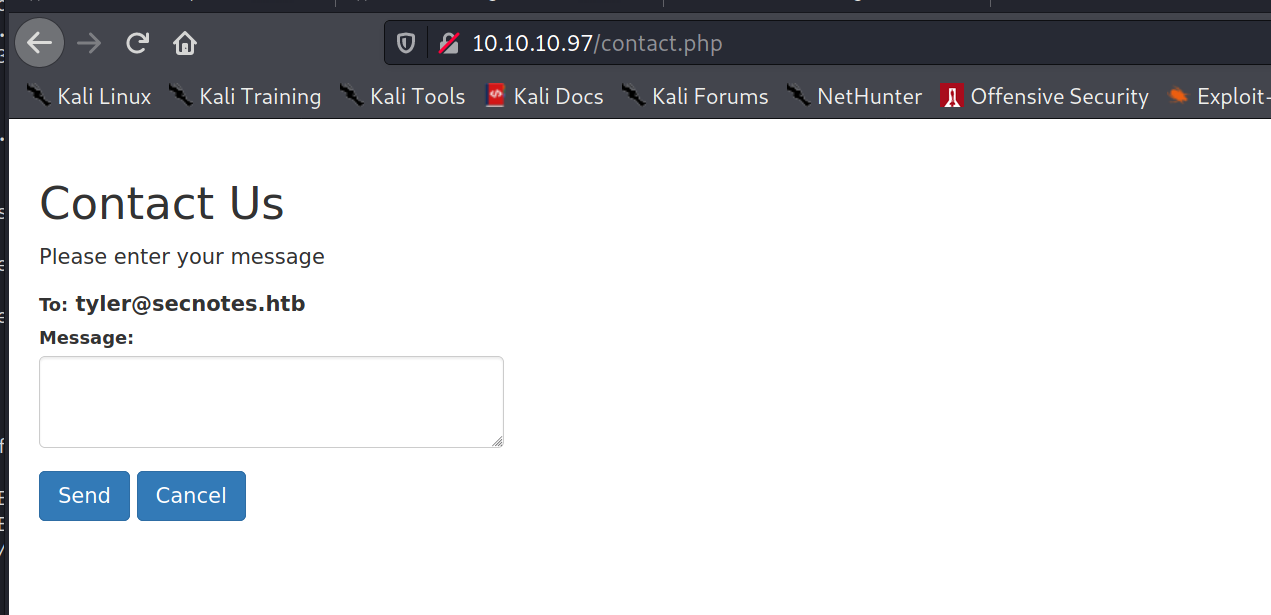 10.10.10.97/contact.php
Kali Linux Kali Training Kali Tools Kali Docs Kali Forums NetHunter Offensive Security Exploit-
Contact Us
Please enter your message
To: tyler@secnotes.htb
Message:
Send Cancel